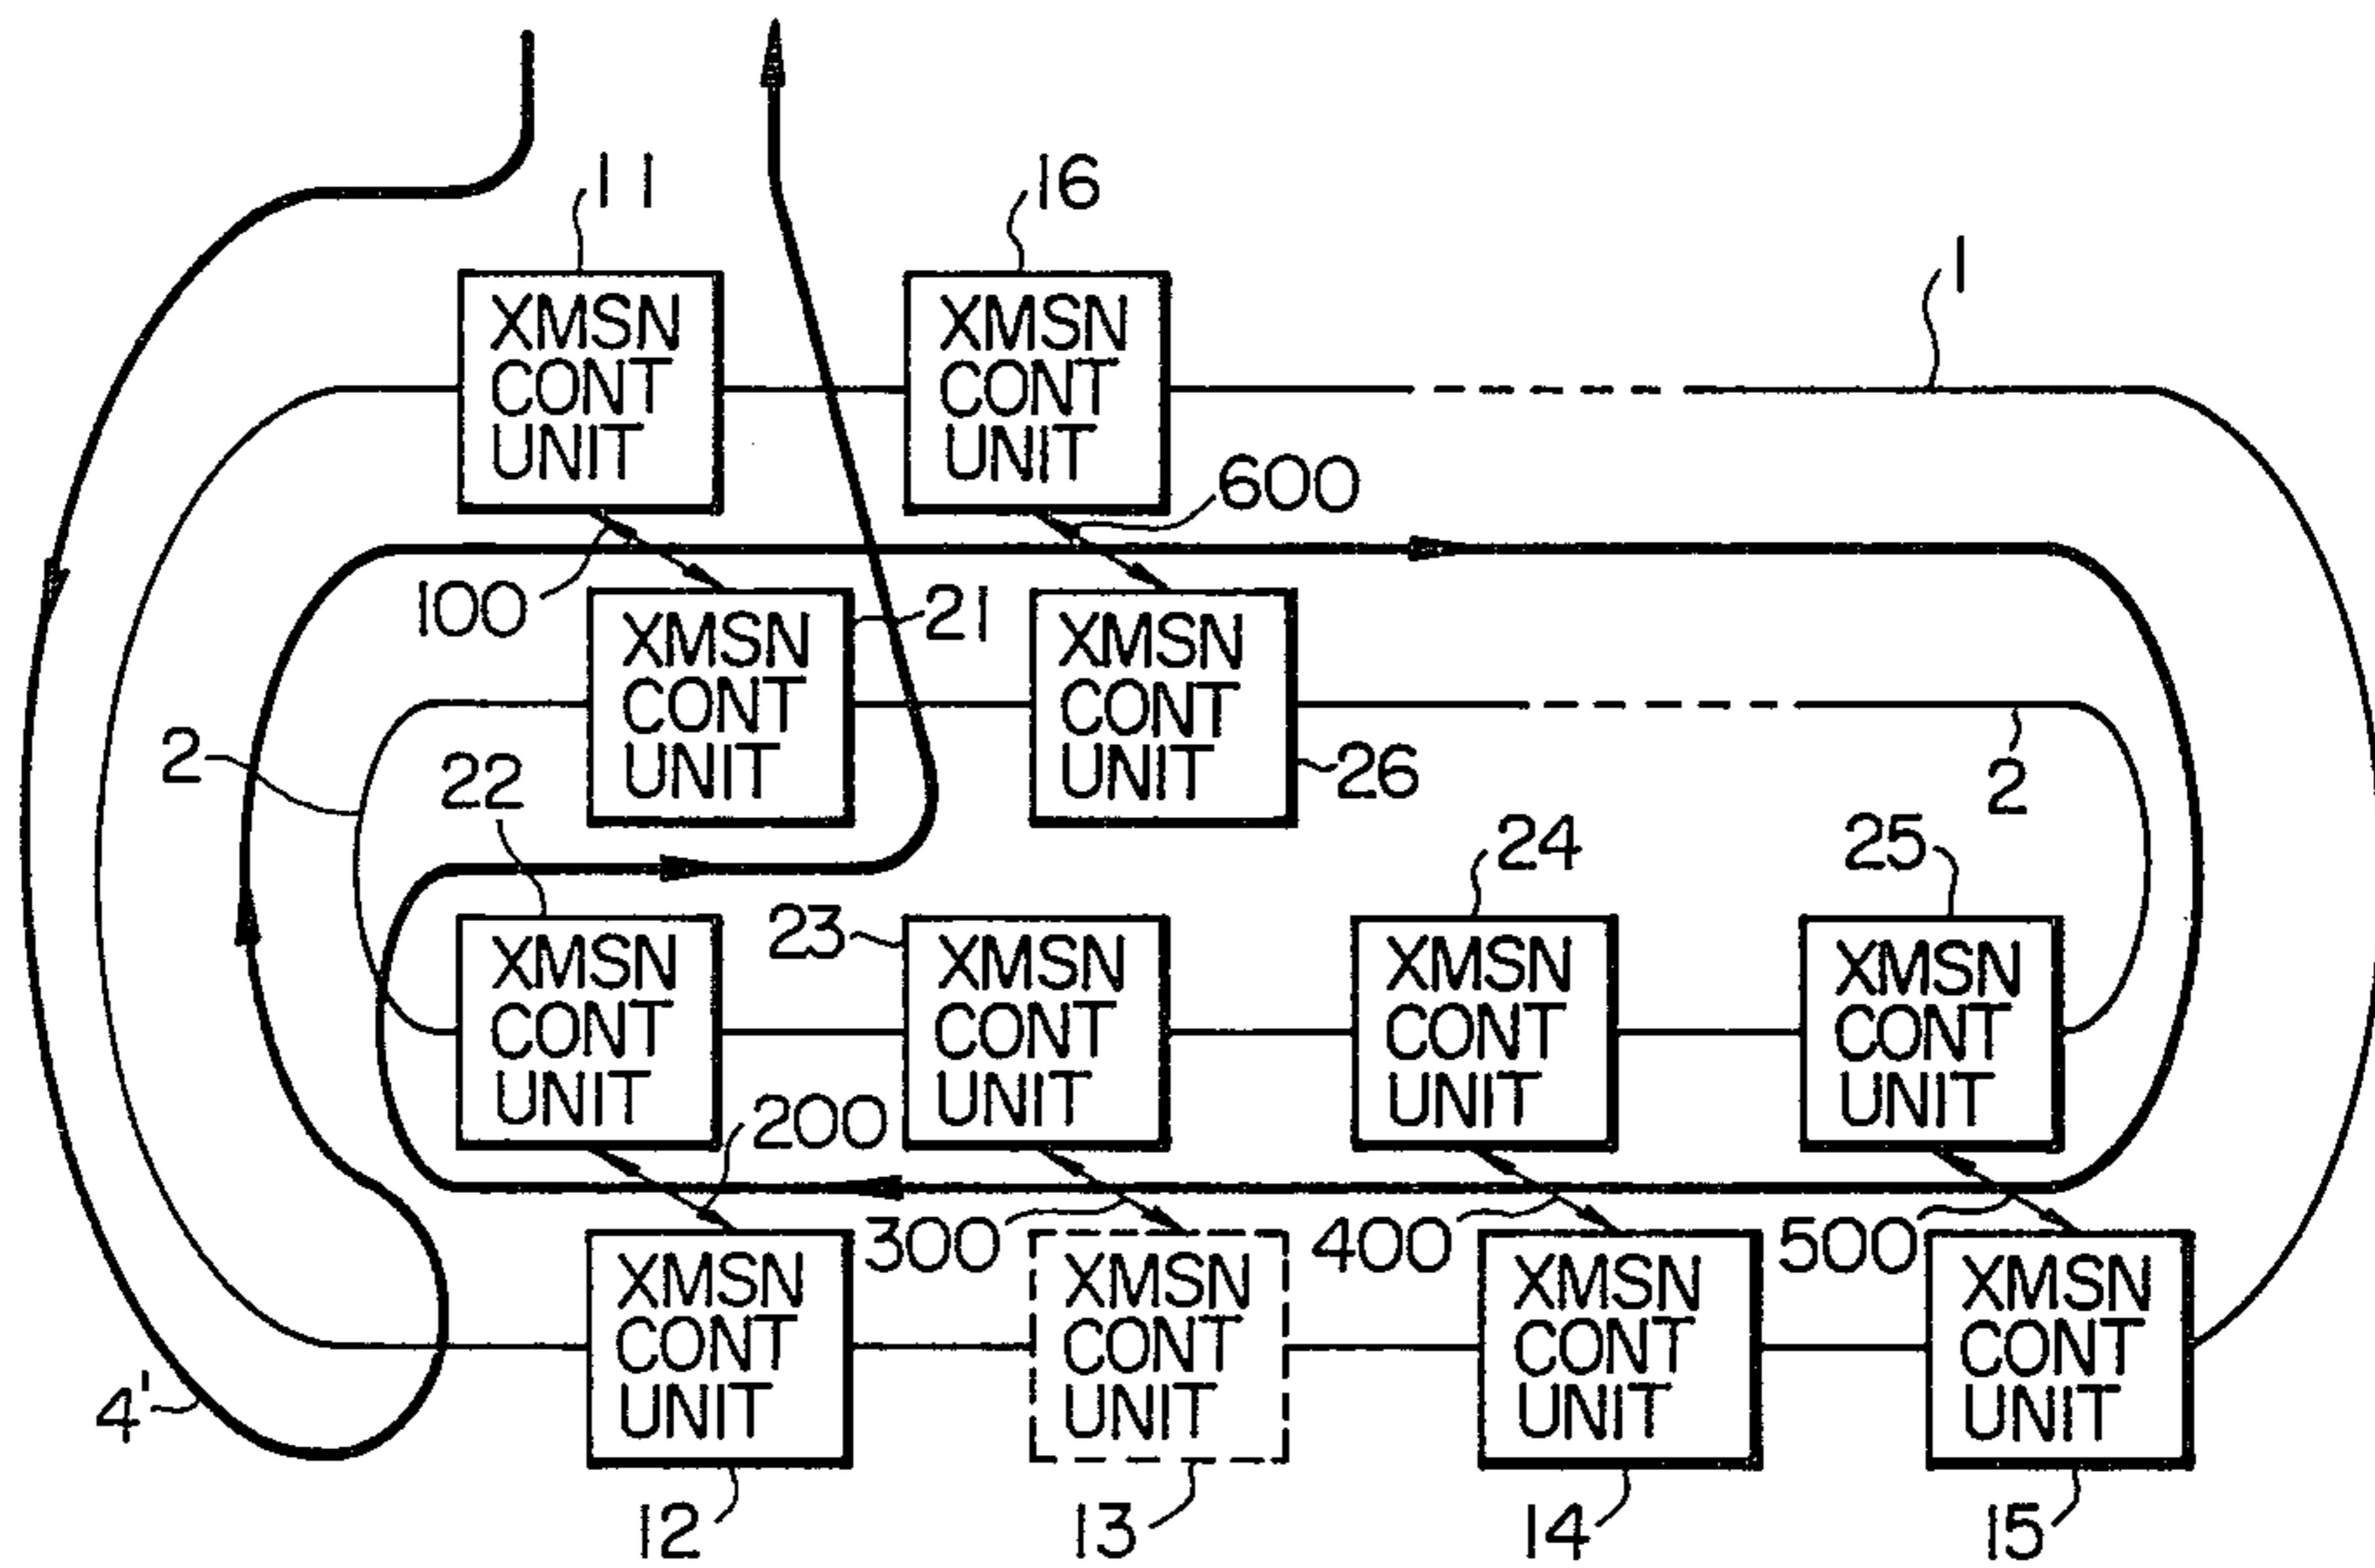 11
16
1
XMSN
CONT
UNIT
XMSN
CONT
UNIT
600
100
21
XMSN
CONT
UNIT
XMSN
CONT
UNIT
2
22
26
2
24
25
23
XMSN
CONT
UNIT
XMSN
CONT
UNIT
XMSN
CONT
UNIT
XMSN
CONT
UNIT
200
300
400
500
XMSN
CONT
UNIT
XMSN
CONT
UNIT
XMSN
CONT
UNIT
XMSN
CONT
UNIT
4'
12
13
14
15